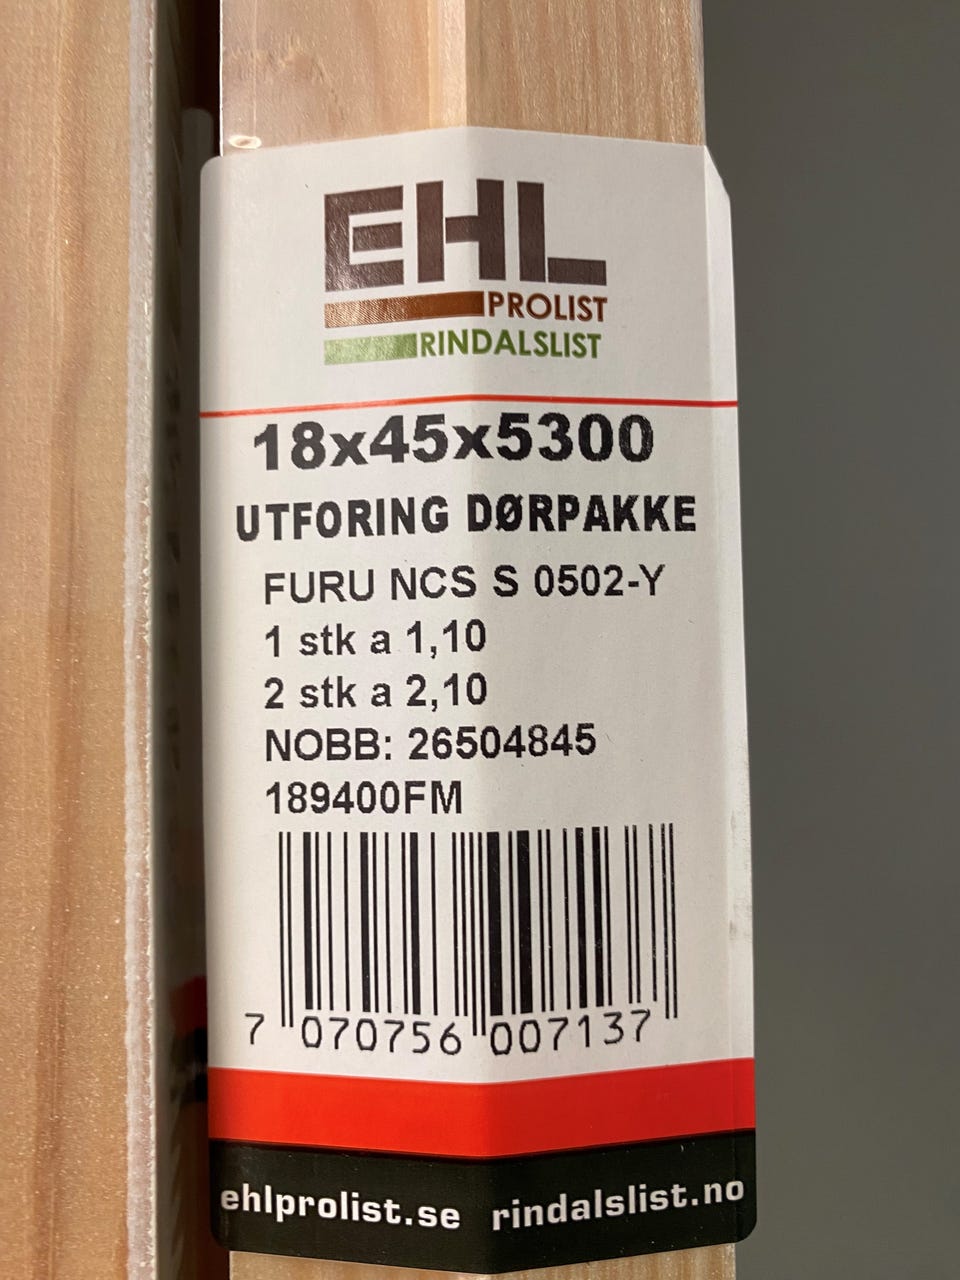 EHL
PROLIST
RINDALSLIST
18x45x5300
UTFORING DØRPAKKE
FURU NCS S 0502-Y
1 stk a 1,10
2 stk a 2,10
NOBB: 26504845
189400FM
7 070756 007137
ehlprolist.se rindalslist.no